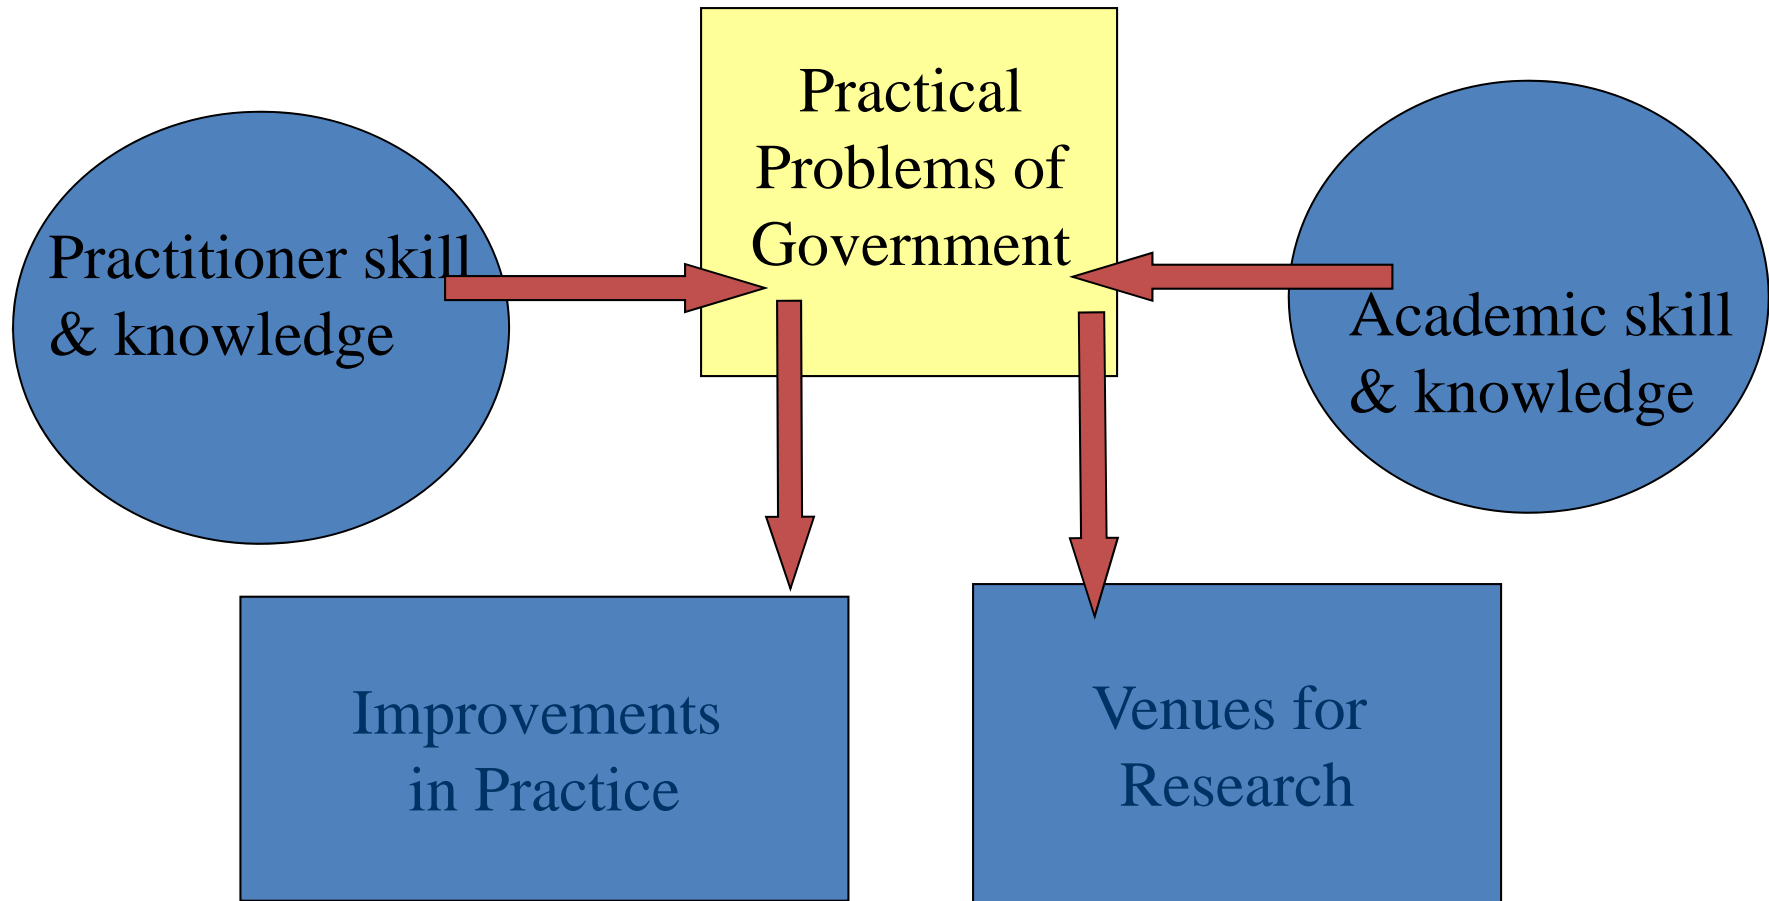 Practical
Problems of
Government
Practitioner skill
& knowledge
Academic skill
& knowledge
Improvements
in Practice
Venues for
Research